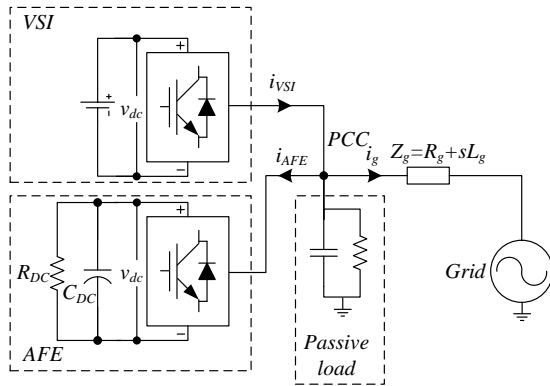 VSI
+
v_dc
−
i_VSI
PCC
i_AFE
i_g
Z_g=R_g+sL_g
R_DC
C_DC
+
v_dc
−
AFE
Passive
load
Grid